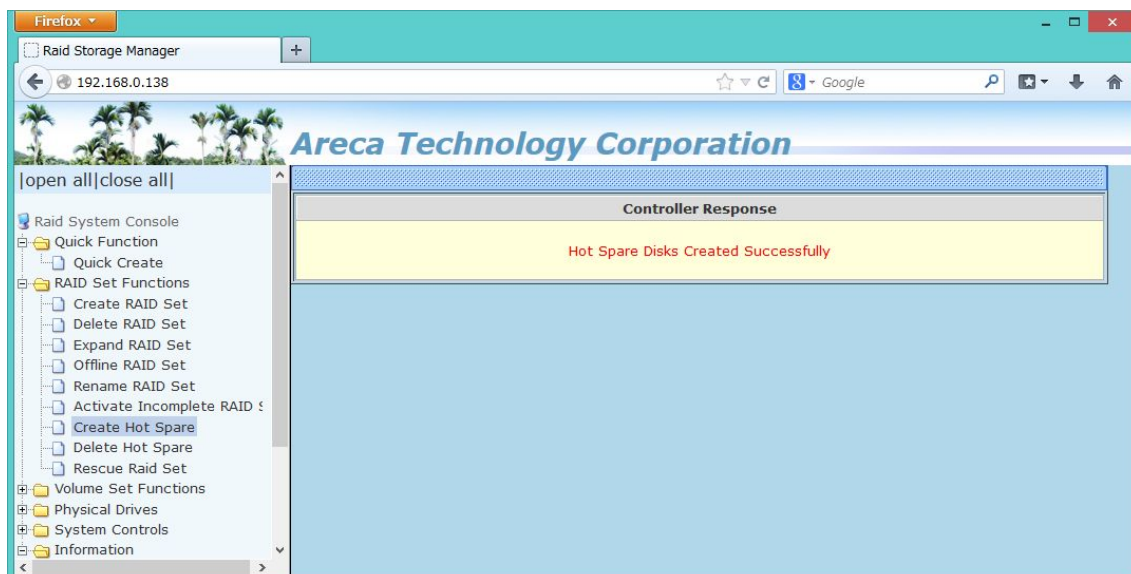 Firefox
Raid Storage Manager
192.168.0.138
Google
Areca Technology Corporation
|open all|close all|
Raid System Console
Quick Function
Quick Create
RAID Set Functions
Create RAID Set
Delete RAID Set
Expand RAID Set
Offline RAID Set
Rename RAID Set
Activate Incomplete RAID S
Create Hot Spare
Delete Hot Spare
Rescue Raid Set
Volume Set Functions
Physical Drives
System Controls
Information
Controller Response
Hot Spare Disks Created Successfully